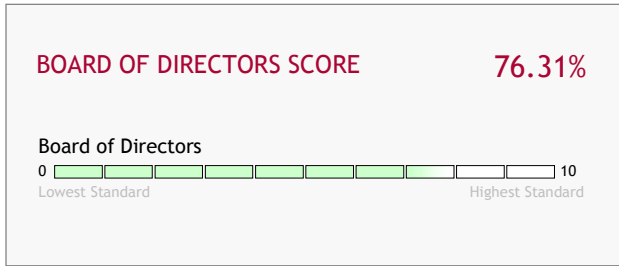 BOARD OF DIRECTORS SCORE 76.31%
Board of Directors
0 10
Lowest Standard Highest Standard